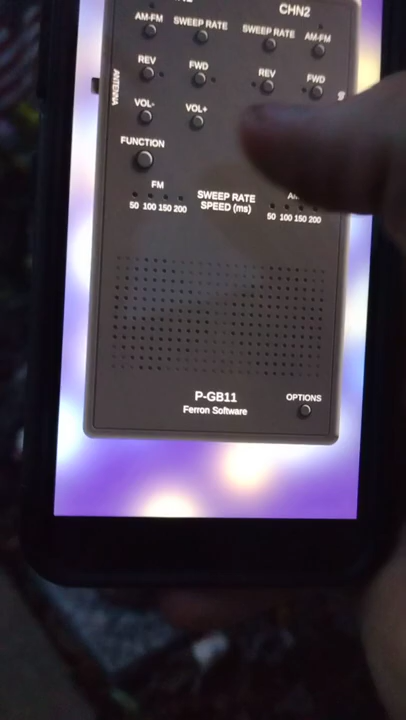 CHN2
AM-FM SWEEP RATE SWEEP RATE AM-FM
REV FWD REV FWD
ANTENNA
VOL- VOL+
FUNCTION
FM SWEEP RATE
SPEED (ms)
50 100 150 200 50 100 150 200
P-GB11
Ferron Software
OPTIONS